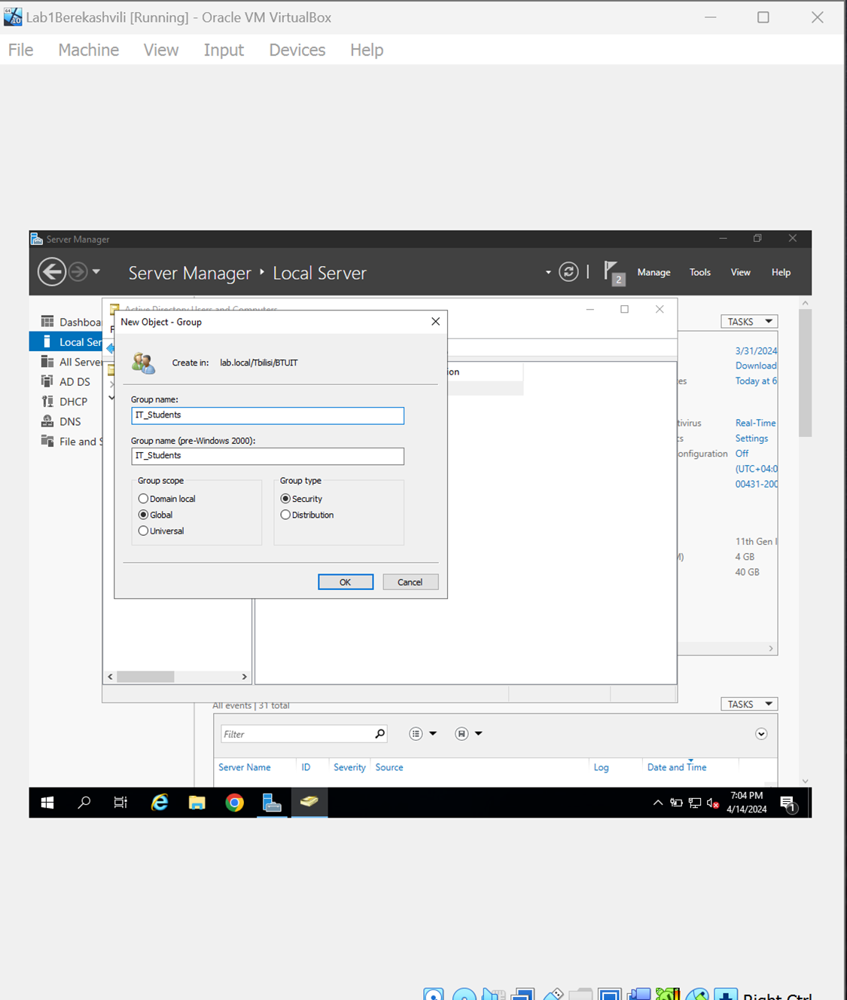 Lab1Berekashvili [Running] - Oracle VM VirtualBox
File Machine View Input Devices Help
Server Manager
Server Manager ‣ Local Server
2 Manage Tools View Help
Active Directory Users and Computers
New Object - Group
Create in: lab.local/Tbilisi/BTUIT
Group name:
IT_Students
Group name (pre-Windows 2000):
IT_Students
Group scope
Domain local
Global
Universal
Group type
Security
Distribution
OK Cancel
Local Ser
All Serve
AD DS
DHCP
DNS
File and S
Dashboa
ion
TASKS
3/31/2024
Download
Today at 6
tivirus Real-Time
Settings
onfiguration Off
(UTC+04:0
00431-200
11th Gen I
4 GB
40 GB
All events | 31 total
TASKS
Filter
Server Name ID Severity Source Log Date and Time
7:04 PM
4/14/2024
1
Right Ctrl